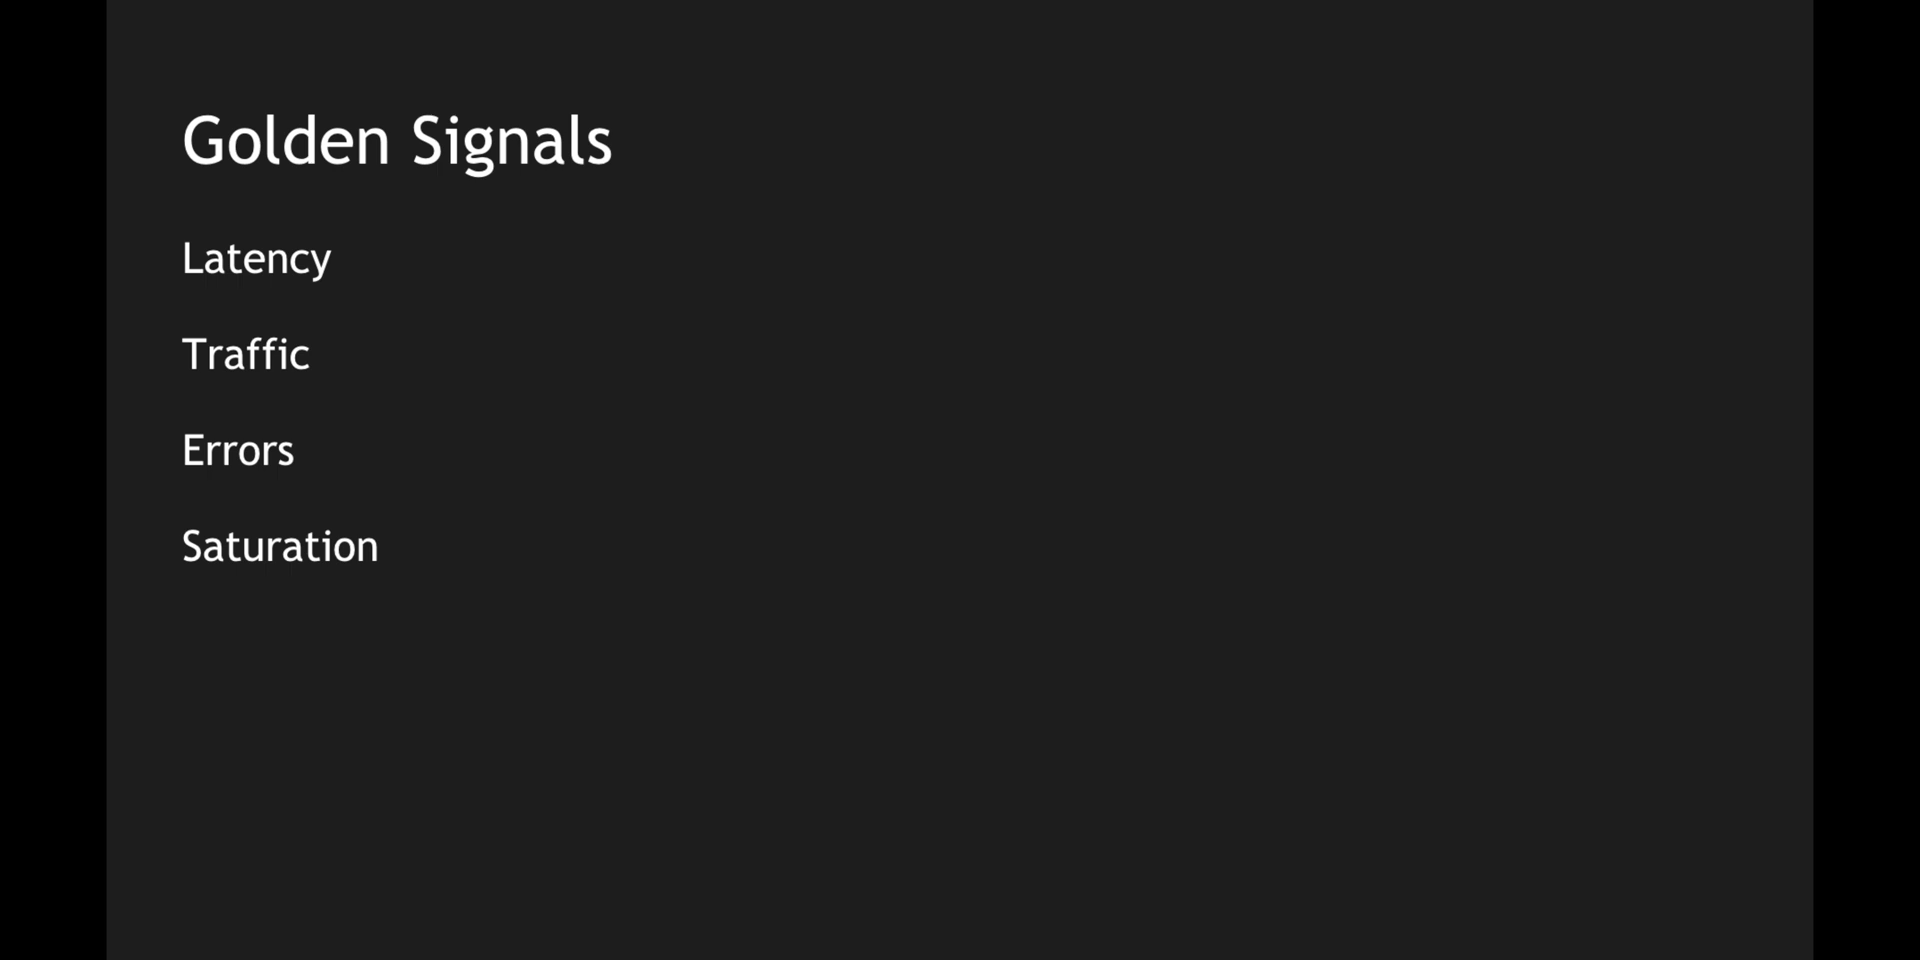 Golden Signals
Latency
Traffic
Errors
Saturation